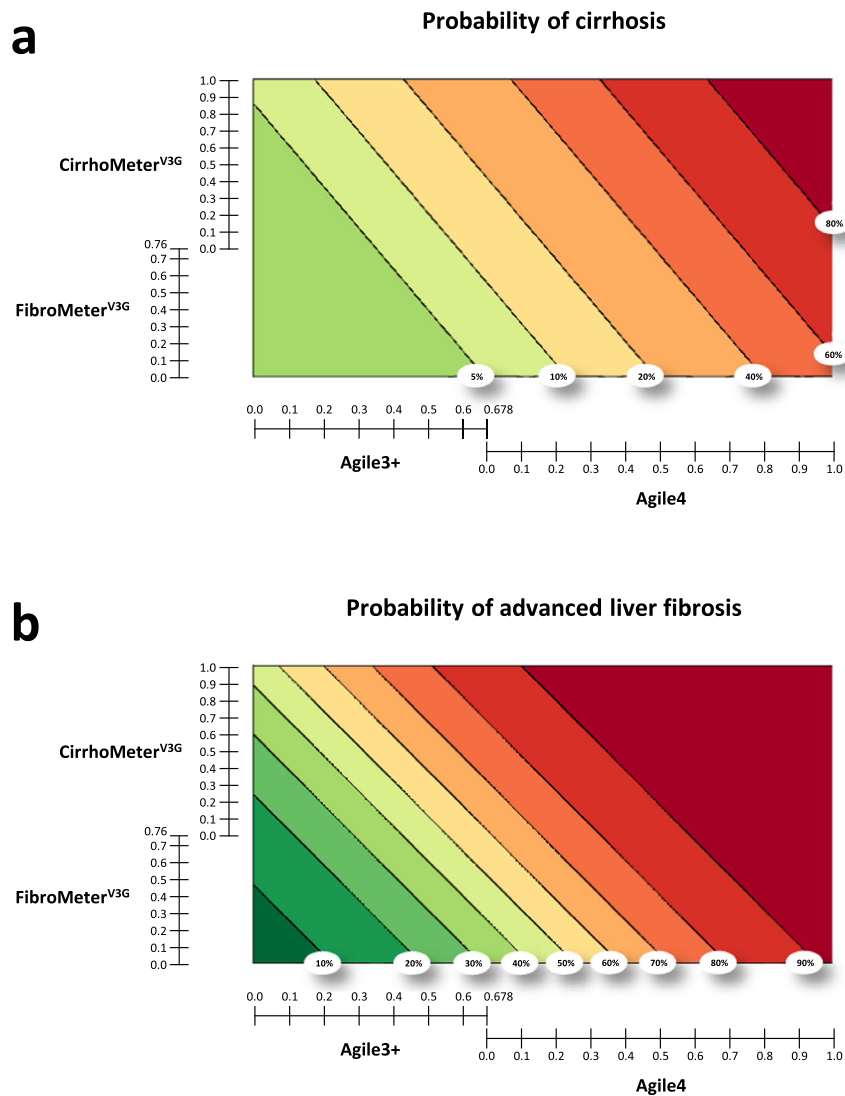 a
Probability of cirrhosis
1.0
0.9
0.8
0.7
0.6
0.5
0.4
0.3
0.2
0.1
0.0
CirrhoMeterV3G
0.76
0.7
0.6
0.5
0.4
0.3
0.2
0.1
0.0
FibroMeterV3G
80%
60%
5% 10% 20% 40%
0.0 0.1 0.2 0.3 0.4 0.5 0.6 0.678
Agile3+
0.0 0.1 0.2 0.3 0.4 0.5 0.6 0.7 0.8 0.9 1.0
Agile4
b
Probability of advanced liver fibrosis
1.0
0.9
0.8
0.7
0.6
0.5
0.4
0.3
0.2
0.1
0.0
CirrhoMeterV3G
0.76
0.7
0.6
0.5
0.4
0.3
0.2
0.1
0.0
FibroMeterV3G
10% 20% 30% 40% 50% 60% 70% 80% 90%
0.0 0.1 0.2 0.3 0.4 0.5 0.6 0.678
Agile3+
0.0 0.1 0.2 0.3 0.4 0.5 0.6 0.7 0.8 0.9 1.0
Agile4